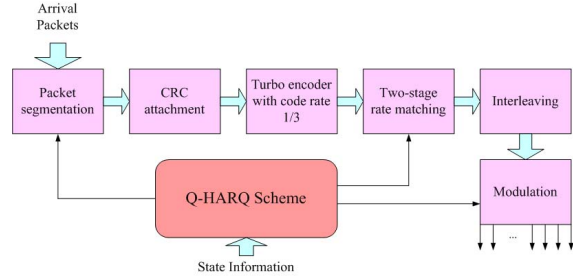 Arrival
Packets
Packet
segmentation
CRC
attachment
Turbo encoder
with code rate
1/3
Two-stage
rate matching
Interleaving
Q-HARQ Scheme
Modulation
...
State Information